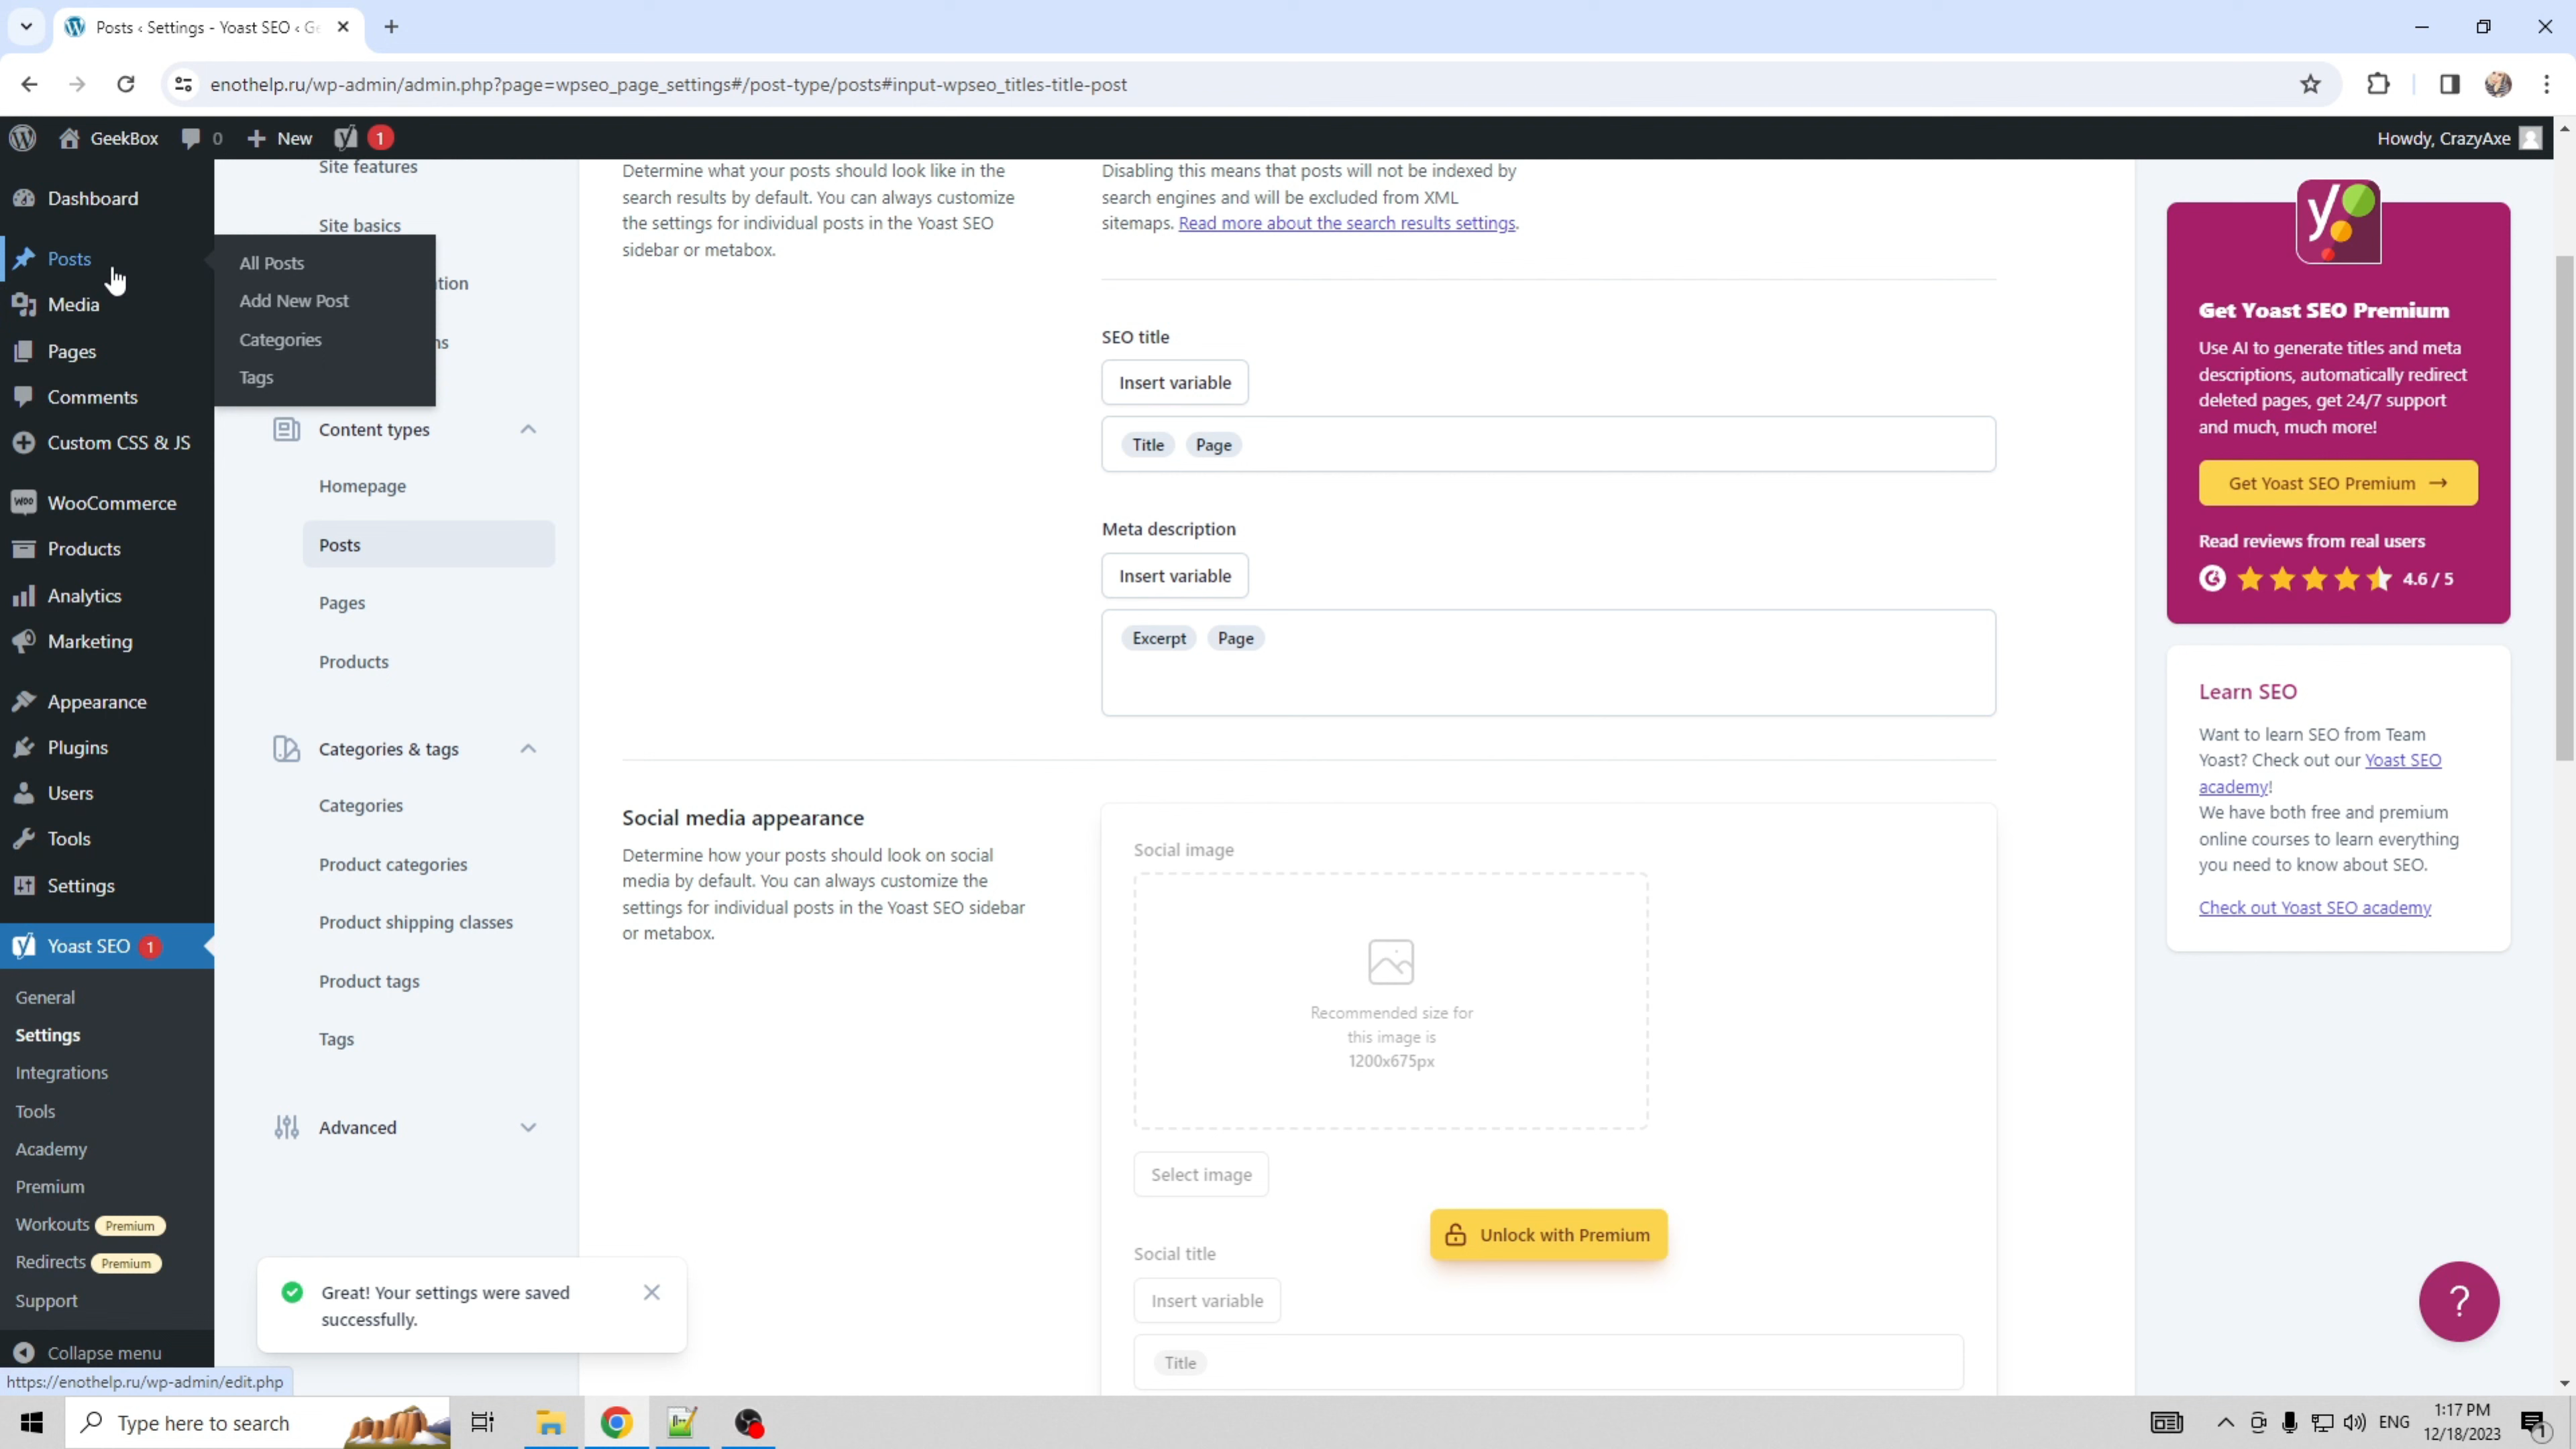 Posts ‹ Settings - Yoast SEO ‹ Ge
enothelp.ru/wp-admin/admin.php?page=wpseo_page_settings#/post-type/posts#input-wpseo_titles-title-post
GeekBox
0
New
1
Howdy, CrazyAxe
Dashboard
Posts
Media
Pages
Comments
Custom CSS & JS
WooCommerce
Products
Analytics
Marketing
Appearance
Plugins
Users
Tools
Settings
Yoast SEO 1
General
Settings
Integrations
Tools
Academy
Premium
Workouts Premium
Redirects Premium
Support
Collapse menu
https://enothelp.ru/wp-admin/edit.php
All Posts
Add New Post
Categories
Tags
Site features
Site basics
tion
ns
Content types
Homepage
Posts
Pages
Products
Categories & tags
Categories
Product categories
Product shipping classes
Product tags
Tags
Advanced
Great! Your settings were saved
successfully.
Determine what your posts should look like in the
search results by default. You can always customize
the settings for individual posts in the Yoast SEO
sidebar or metabox.
Disabling this means that posts will not be indexed by
search engines and will be excluded from XML
sitemaps. Read more about the search results settings.
SEO title
Insert variable
Title Page
Meta description
Insert variable
Excerpt Page
Social media appearance
Determine how your posts should look on social
media by default. You can always customize the
settings for individual posts in the Yoast SEO sidebar
or metabox.
Social image
Recommended size for
this image is
1200x675px
Select image
Unlock with Premium
Social title
Insert variable
Title
Get Yoast SEO Premium
Use AI to generate titles and meta
descriptions, automatically redirect
deleted pages, get 24/7 support
and much, much more!
Get Yoast SEO Premium →
Read reviews from real users
4.6 / 5
Learn SEO
Want to learn SEO from Team
Yoast? Check out our Yoast SEO
academy!
We have both free and premium
online courses to learn everything
you need to know about SEO.
Check out Yoast SEO academy
?
Type here to search
ENG
1:17 PM
12/18/2023
1